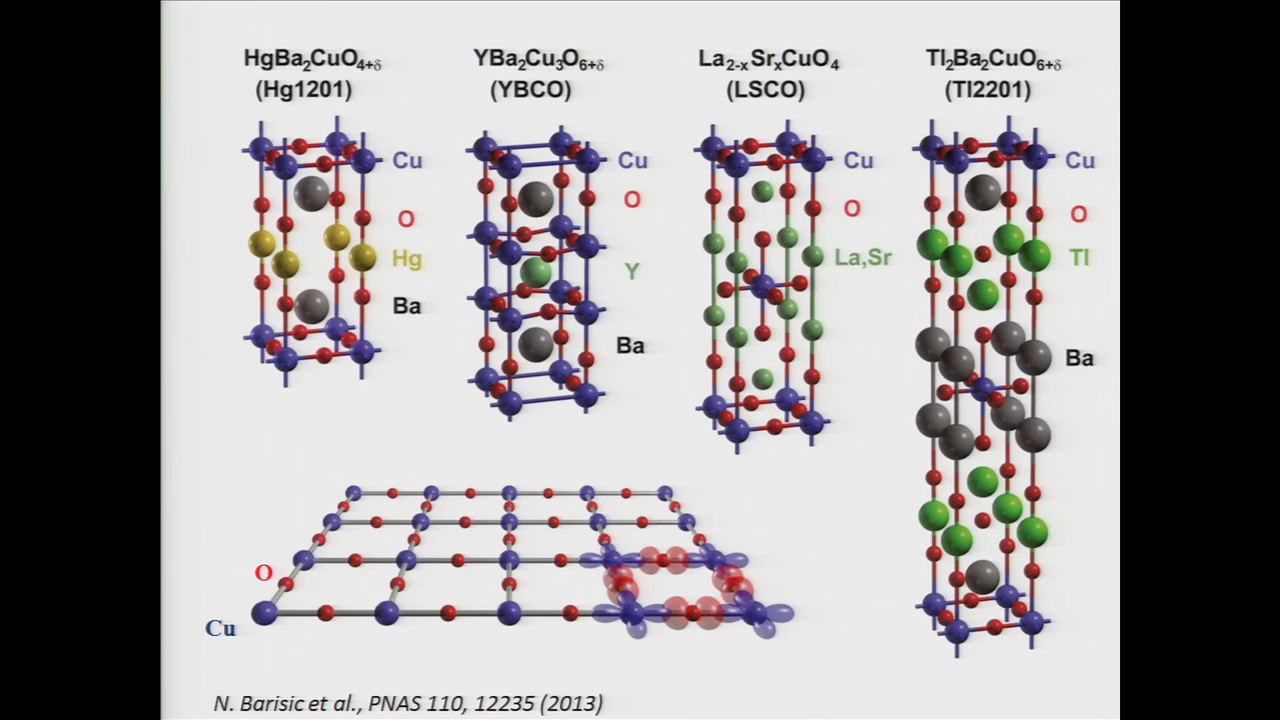 HgBa₂CuO₄₊δ
(Hg1201)
Cu
O
Hg
Ba
YBa₂Cu₃O₆₊δ
(YBCO)
Cu
O
Y
Ba
La₂₋ₓSrₓCuO₄
(LSCO)
Cu
O
La,Sr
Tl₂Ba₂CuO₆₊δ
(Tl2201)
Cu
O
Tl
Ba
O
Cu
N. Barisic et al., PNAS 110, 12235 (2013)